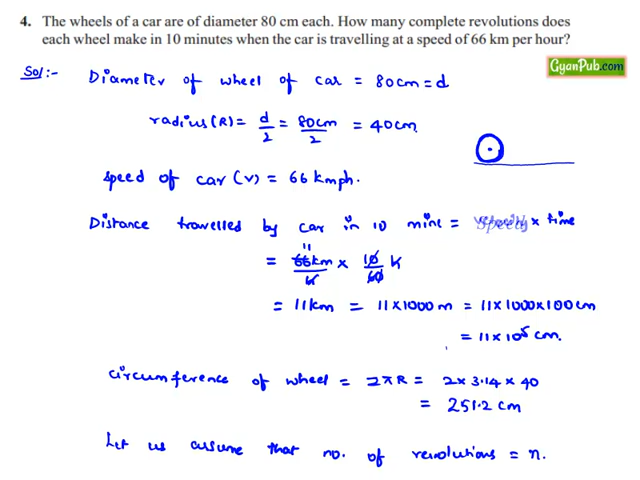 4. The wheels of a car are of diameter 80 cm each. How many complete revolutions does
each wheel make in 10 minutes when the car is travelling at a speed of 66 km per hour?
GyanPub.com
Sol:- Diameter of wheel of car = 80cm = d
radius(R) = d/2 = 80cm/2 = 40cm
speed of car (v) = 66 kmph.
Distance travelled by car in 10 mins = × time
= 66 km/h × 10/60 h 11
= 11km = 11×1000 m = 11×1000×100 cm
= 11×10⁵ cm.
circumference of wheel = 2πR = 2×3.14×40
= 251.2 cm
Let us assume that no. of revolutions = n.